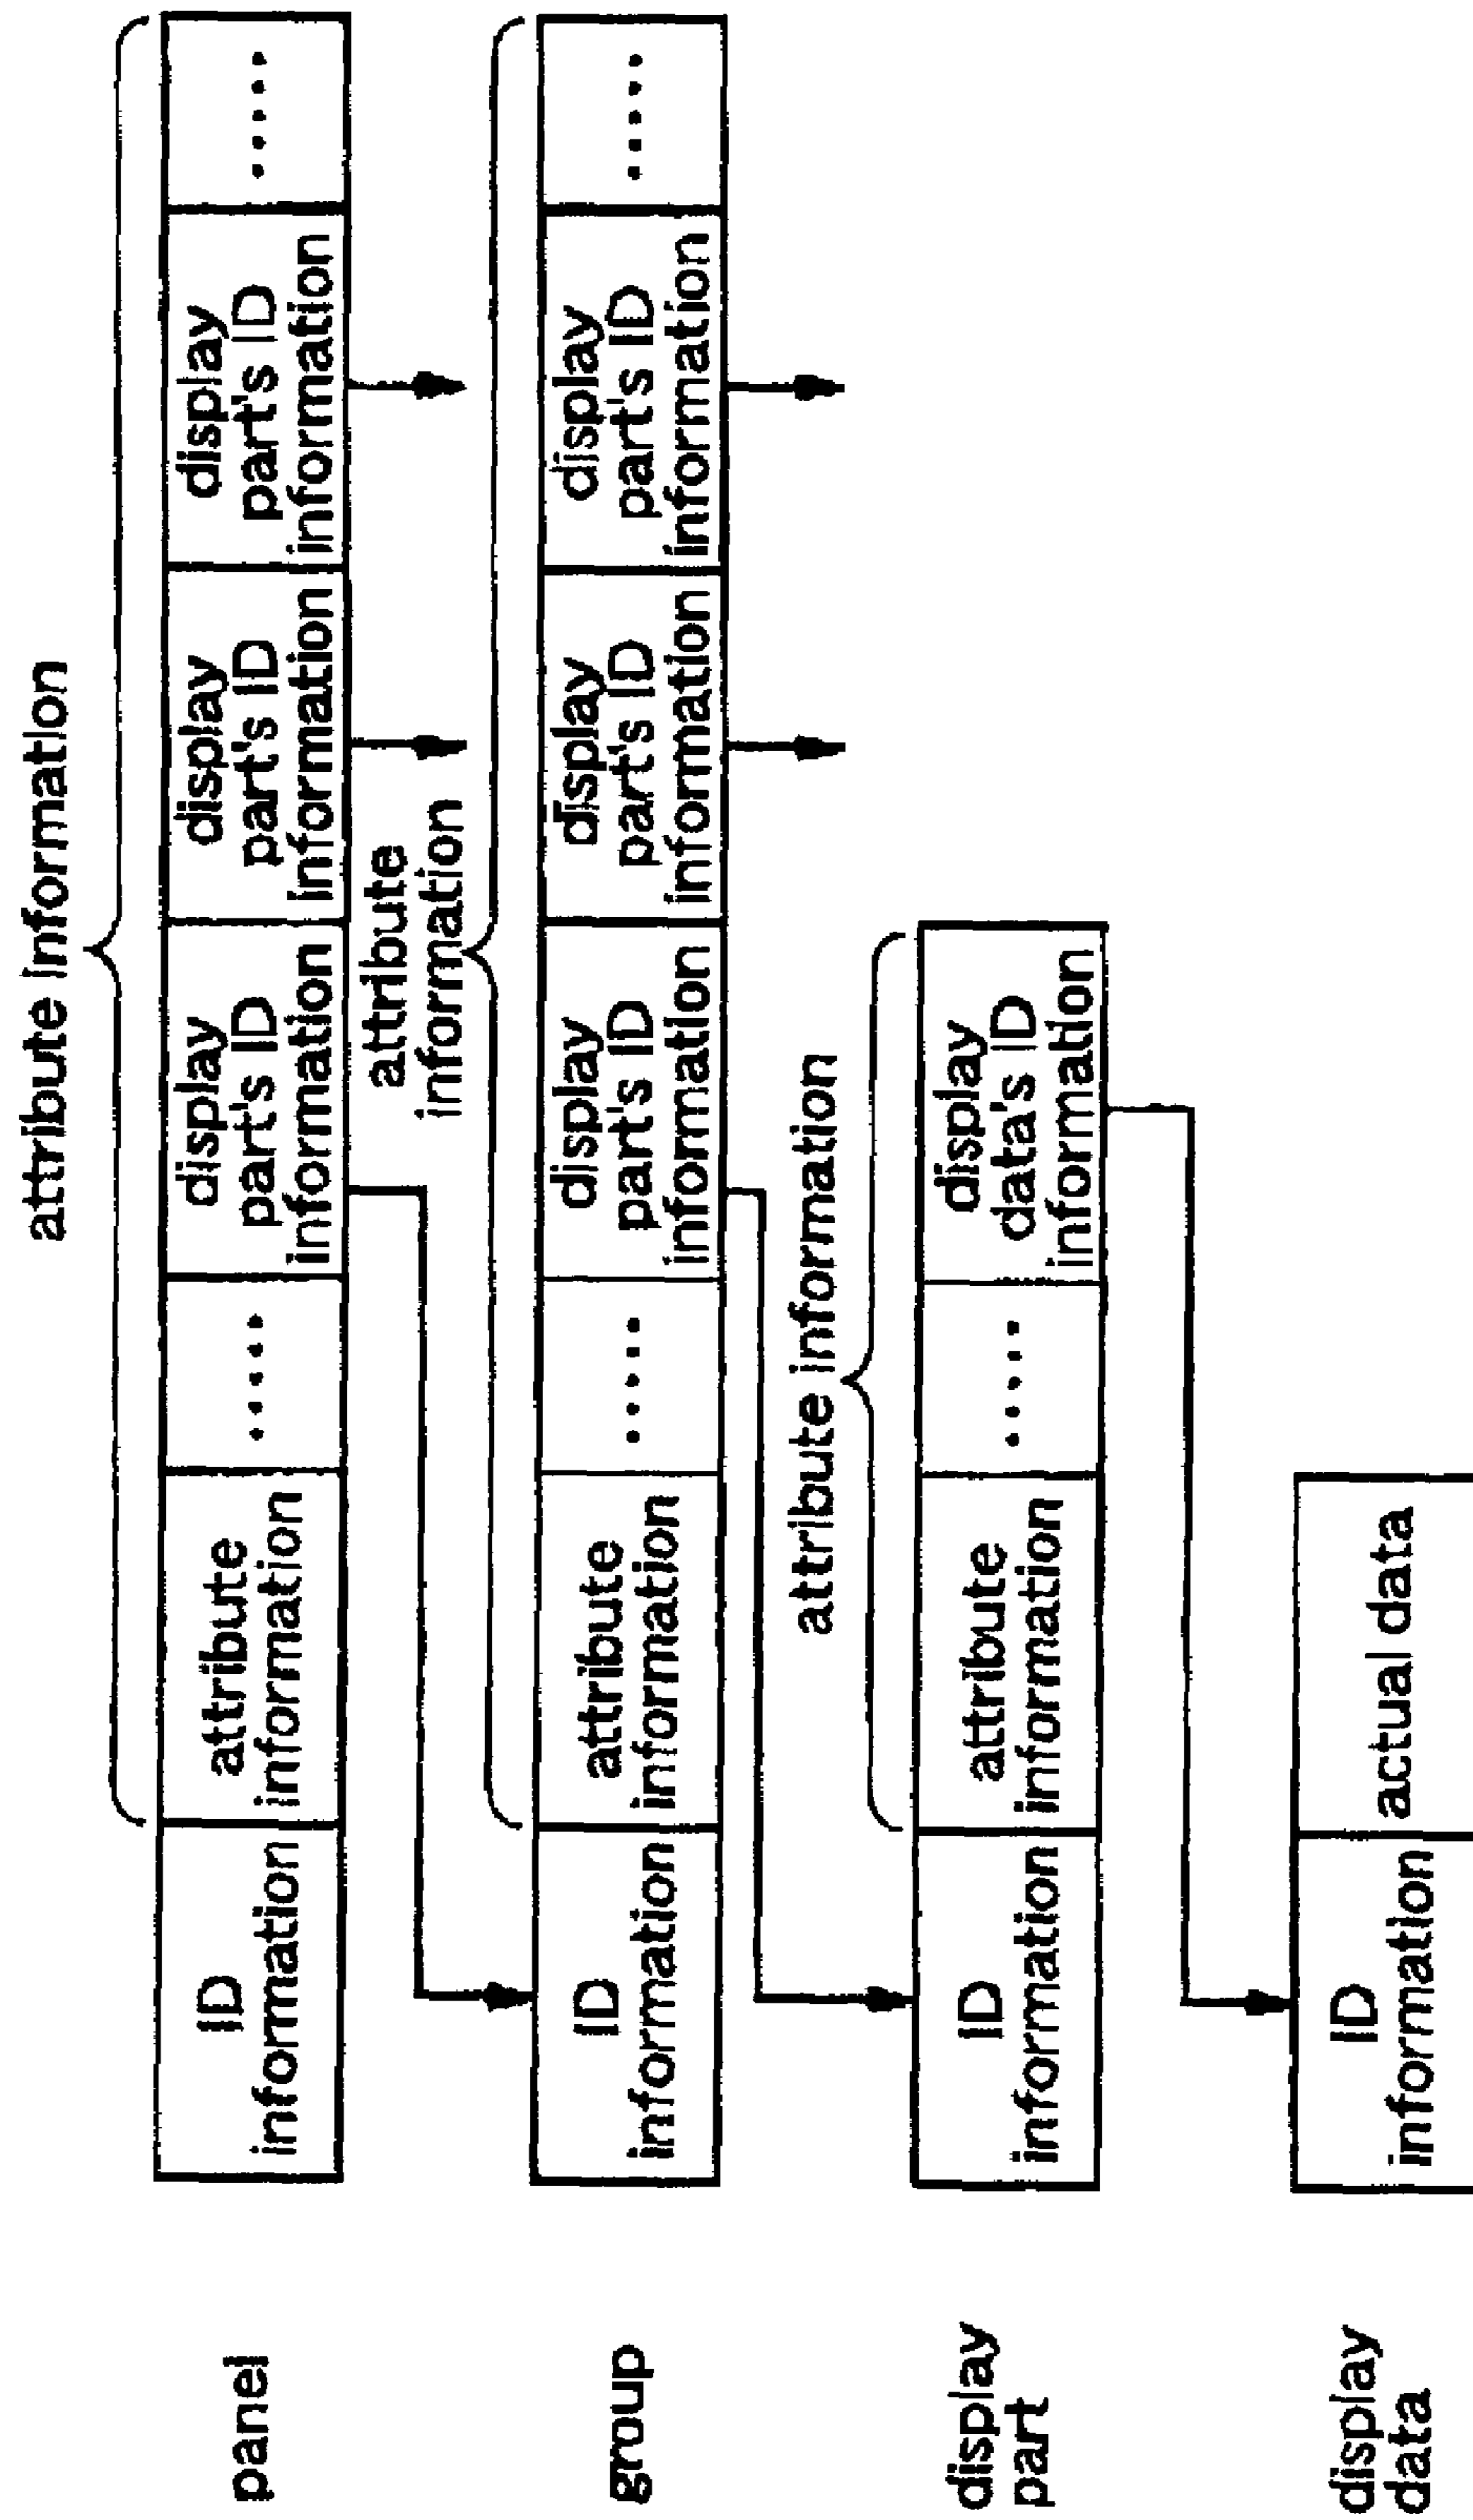 attribute information
panel
ID
information
attribute
information
.....
display
part's ID
information
display
part's ID
information
display
part's ID
information
.....
attribute
information
group
ID
information
attribute
information
.....
display
part's ID
information
display
part's ID
information
display
part's ID
information
.....
attribute information
display
part
ID
information
attribute
information
.....
display
data's ID
information
display
data
ID
information
actual data